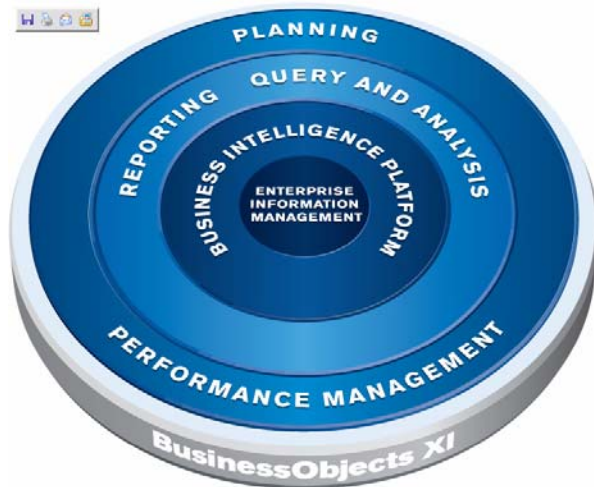 PLANNING
QUERY AND ANALYSIS
REPORTING
BUSINESS INTELLIGENCE PLATFORM
ENTERPRISE
INFORMATION
MANAGEMENT
PERFORMANCE MANAGEMENT
BusinessObjects XI